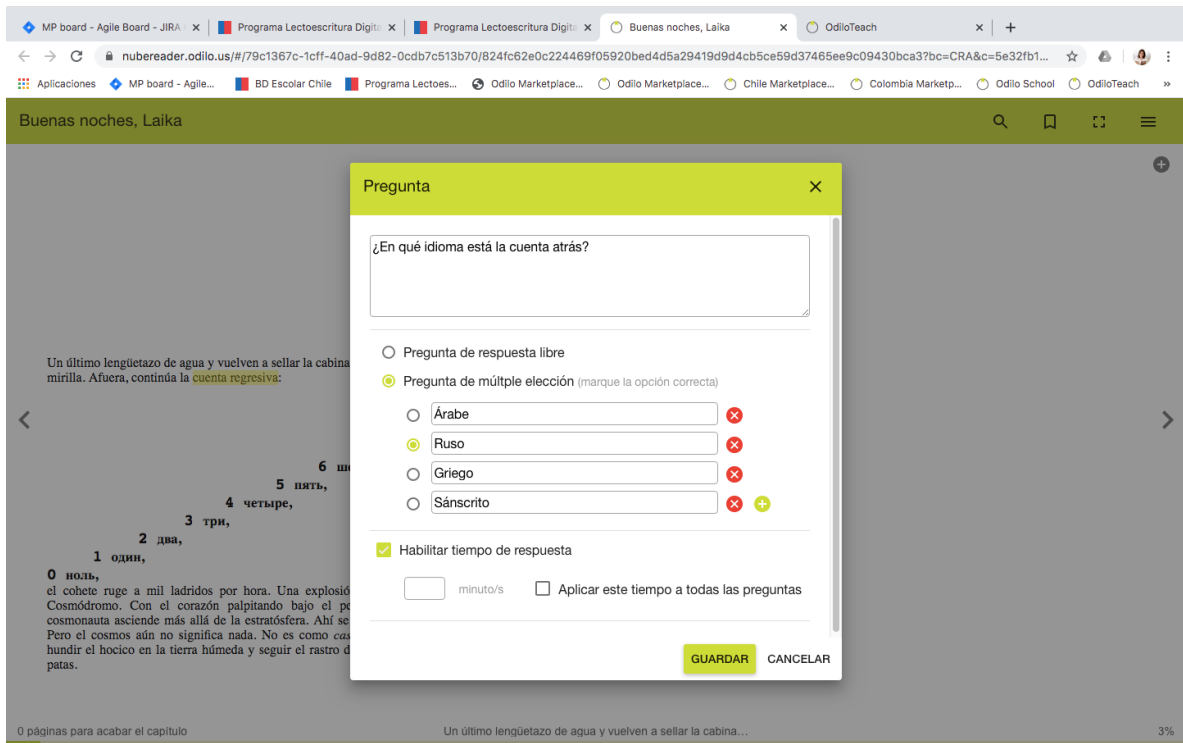 MP board - Agile Board - JIRA
Programa Lectoescritura Digita
Programa Lectoescritura Digita
Buenas noches, Laika
OdiloTeach
nubereader.odilo.us/#/79c1367c-1cff-40ad-9d82-0cdb7c513b70/824fc62e0c224469f05920bed4d5a29419d9d4cb5ce59d37465ee9c09430bca3?bc=CRA&c=5e32fb1...
Aplicaciones
MP board - Agile...
BD Escolar Chile
Programa Lectoes...
Odilo Marketplace...
Odilo Marketplace...
Chile Marketplace...
Colombia Marketp...
Odilo School
OdiloTeach
»
Buenas noches, Laika
Un último lengüetazo de agua y vuelven a sellar la cabina
mirilla. Afuera, continúa la cuenta regresiva:
6
5 пять,
4 четыре,
3 три,
2 два,
1 один,
0 ноль,
el cohete ruge a mil ladridos por hora. Una explosió
Cosmódromo. Con el corazón palpitando bajo el pe
cosmonauta asciende más allá de la estratósfera. Ahí se
Pero el cosmos aún no significa nada. No es como cas
hundir el hocico en la tierra húmeda y seguir el rastro d
patas.
Pregunta
¿En qué idioma está la cuenta atrás?
Pregunta de respuesta libre
Pregunta de múltple elección (marque la opción correcta)
Árabe
Ruso
Griego
Sánscrito
Habilitar tiempo de respuesta
minuto/s
Aplicar este tiempo a todas las preguntas
GUARDAR CANCELAR
0 páginas para acabar el capítulo
Un último lengüetazo de agua y vuelven a sellar la cabina...
3%